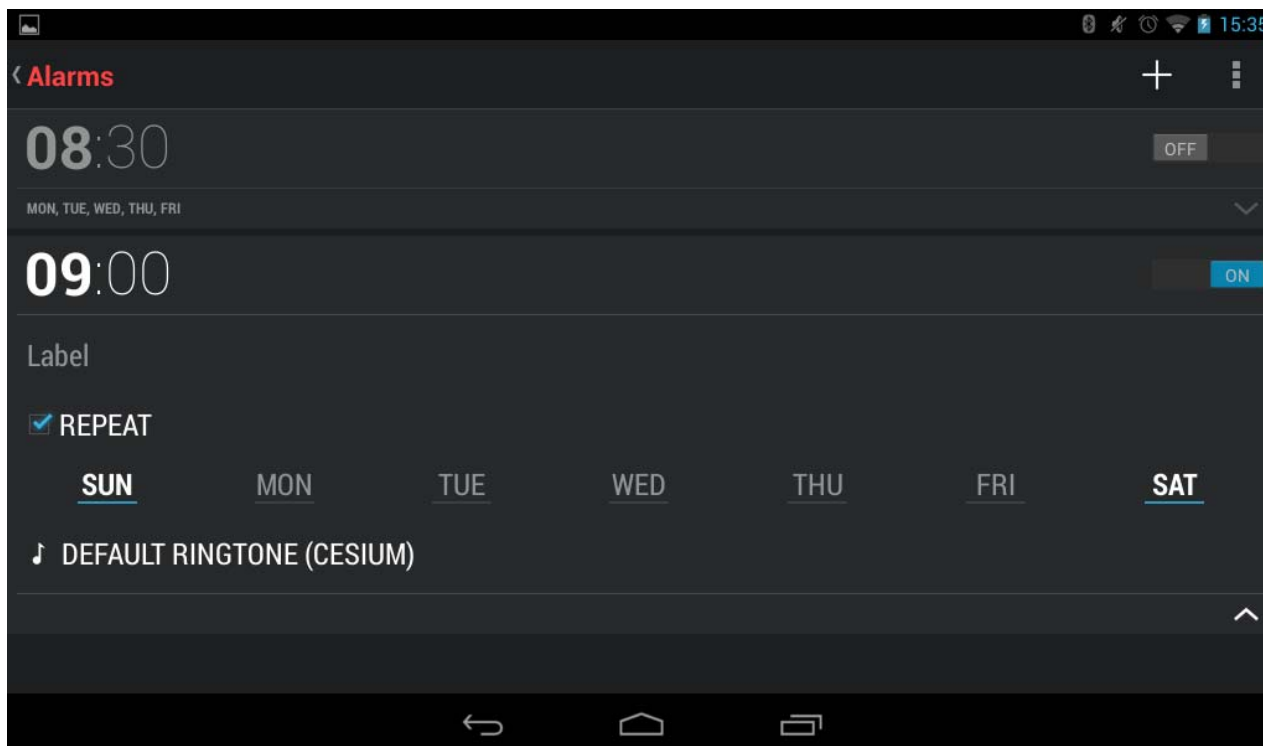 15:35
Alarms
08:30
OFF
MON, TUE, WED, THU, FRI
09:00
ON
Label
REPEAT
SUN MON TUE WED THU FRI SAT
DEFAULT RINGTONE (CESIUM)